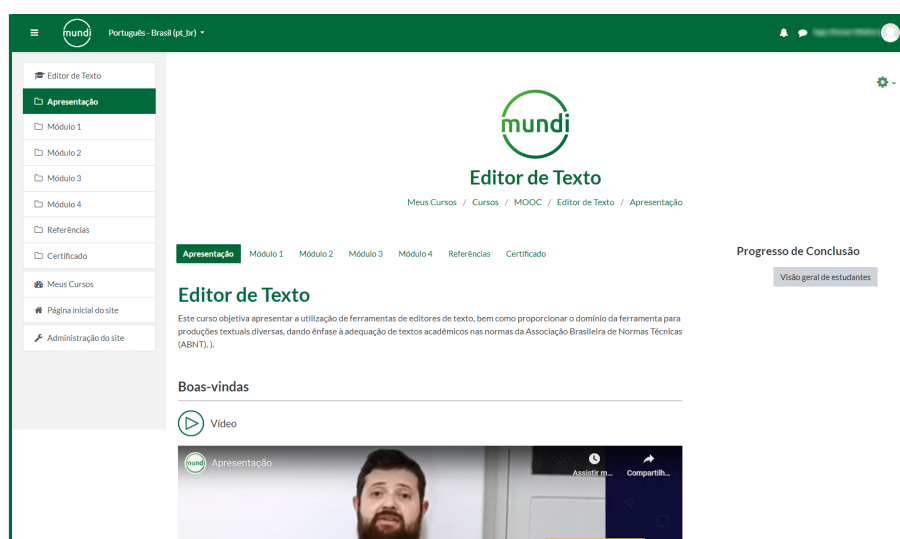 mundi
Português - Brasil (pt_br)
Editor de Texto
Apresentação
Módulo 1
Módulo 2
Módulo 3
Módulo 4
Referências
Certificado
Meus Cursos
Página inicial do site
Administração do site
mundi
Editor de Texto
Meus Cursos / Cursos / MOOC / Editor de Texto / Apresentação
Apresentação Módulo 1 Módulo 2 Módulo 3 Módulo 4 Referências Certificado
Editor de Texto
Este curso objetiva apresentar a utilização de ferramentas de editores de texto, bem como proporcionar o domínio da ferramenta para
produções textuais diversas, dando ênfase à adequação de textos acadêmicos nas normas da Associação Brasileira de Normas Técnicas
(ABNT). ).
Boas-vindas
Vídeo
mundi Apresentação
Assistir m... Compartilh...
Progresso de Conclusão
Visão geral de estudantes